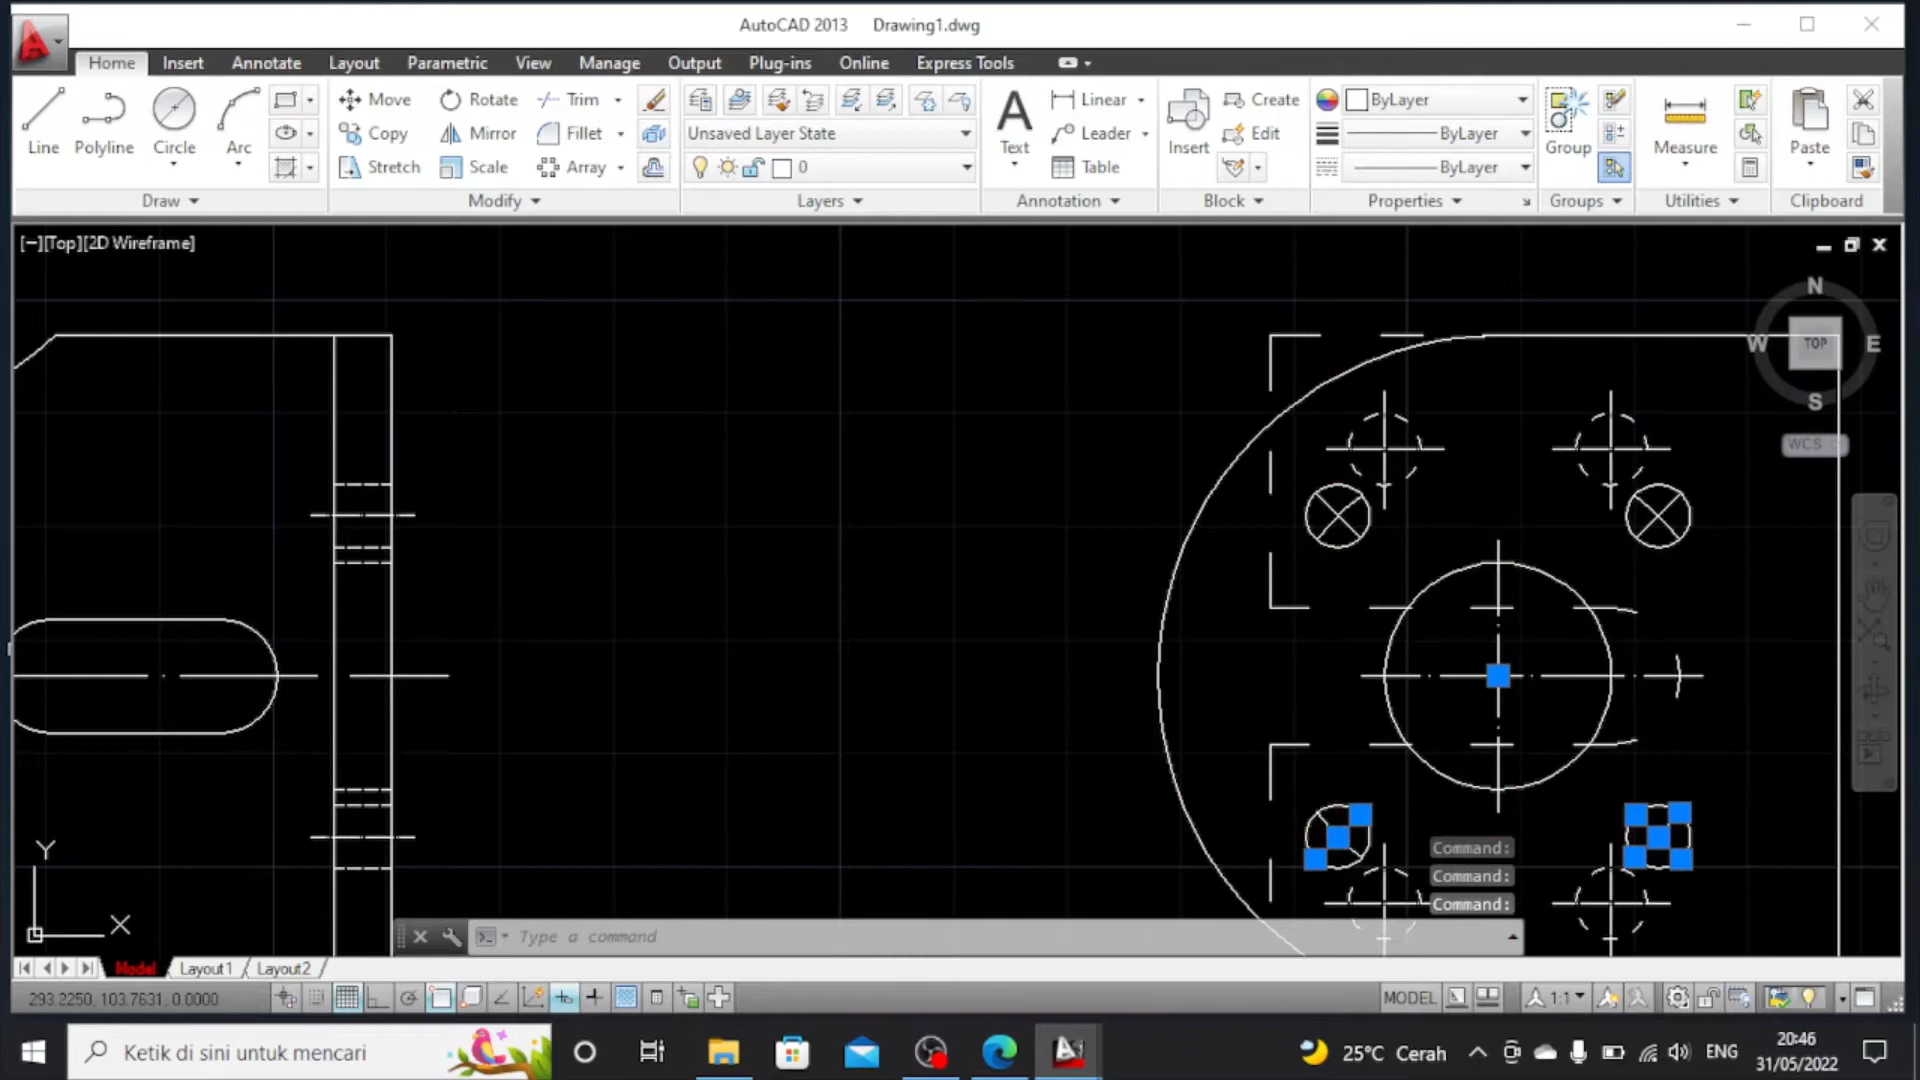 AutoCAD 2013 Drawing1.dwg
Home Insert Annotate Layout Parametric View Manage Output Plug-ins Online Express Tools
Line Polyline Circle Arc
Move Rotate Trim
Copy Mirror Fillet
Stretch Scale Array
Unsaved Layer State
0
Text
Linear
Leader
Table
Insert
Create
Edit
ByLayer
ByLayer
ByLayer
Group
Measure
Paste
Draw Modify Layers Annotation Block Properties Groups Utilities Clipboard
[−][Top][2D Wireframe]
N
W TOP E
S
WCS
Y
X
Command:
Command:
Command:
Type a command
Model Layout1 Layout2
293.2250, 103.7631, 0.0000
MODEL
1:1
Ketik di sini untuk mencari
25°C Cerah
ENG
20:46
31/05/2022